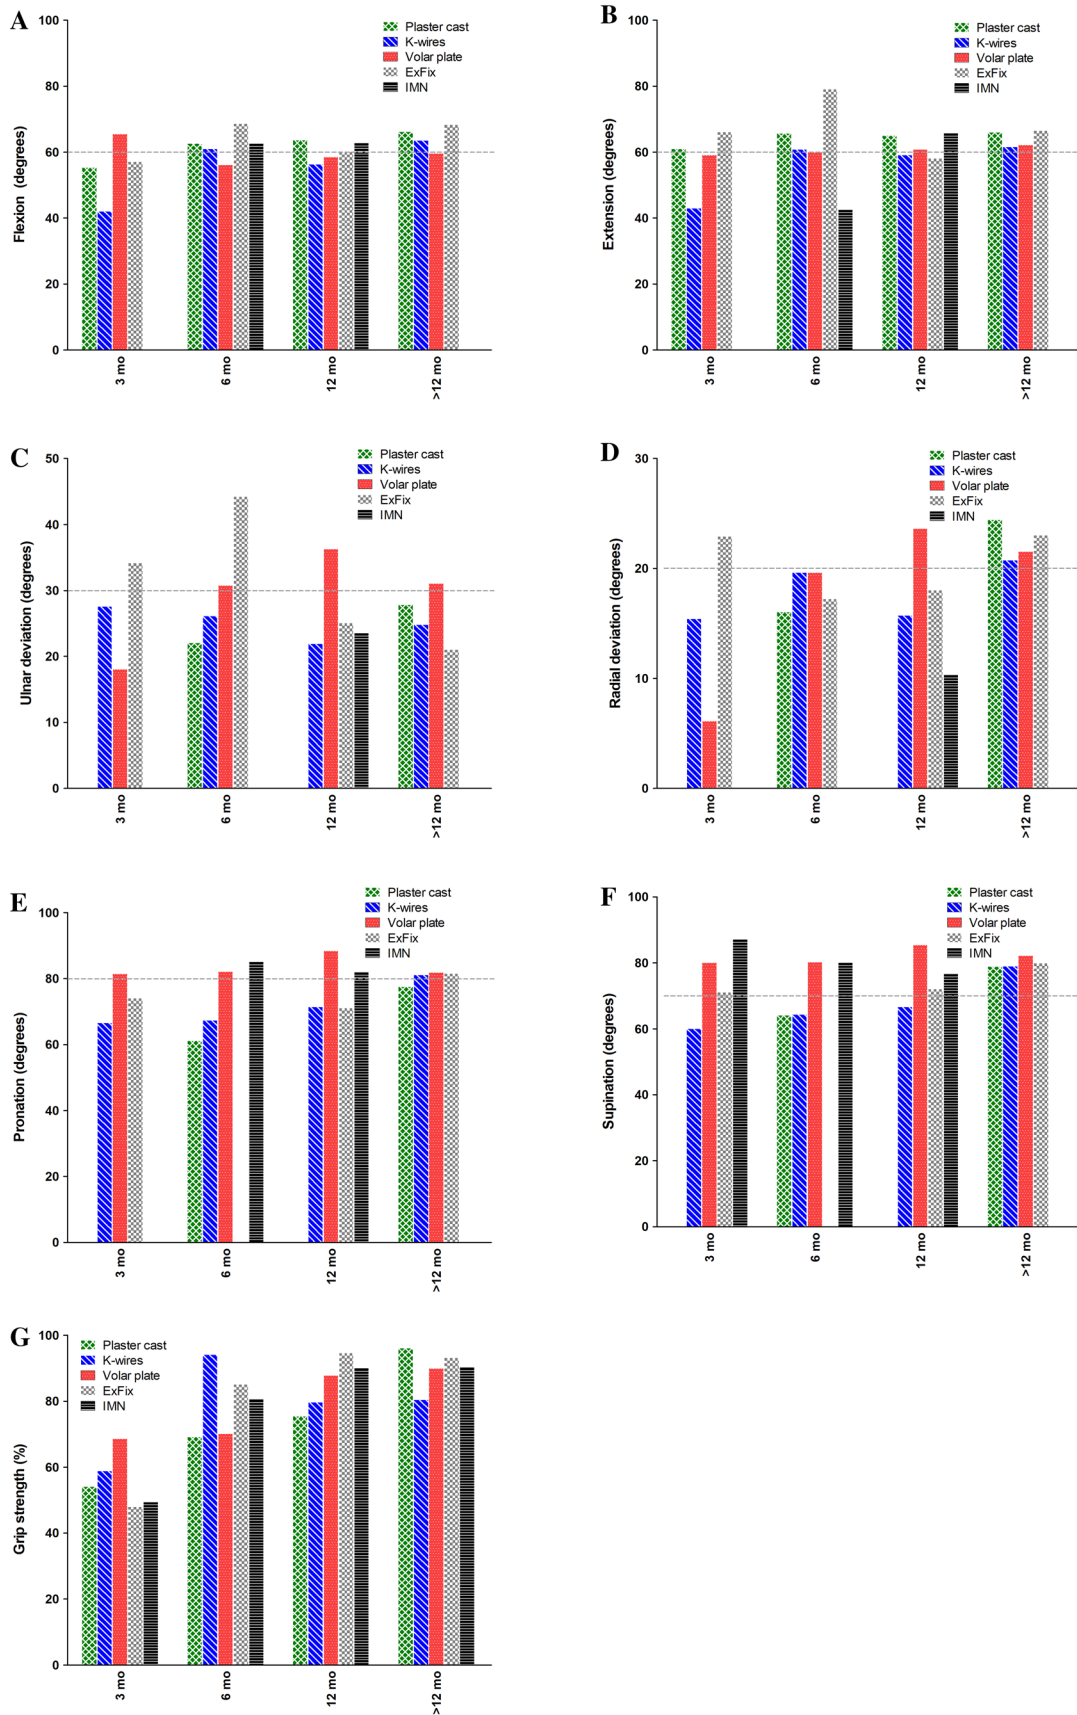 A
Flexion (degrees)
100
80
60
40
20
0
Plaster cast
K-wires
Volar plate
ExFix
IMN
3 mo
6 mo
12 mo
>12 mo
B
Extension (degrees)
100
80
60
40
20
0
Plaster cast
K-wires
Volar plate
ExFix
IMN
3 mo
6 mo
12 mo
>12 mo
C
Ulnar deviation (degrees)
50
40
30
20
10
0
Plaster cast
K-wires
Volar plate
ExFix
IMN
3 mo
6 mo
12 mo
>12 mo
D
Radial deviation (degrees)
30
20
10
0
Plaster cast
K-wires
Volar plate
ExFix
IMN
3 mo
6 mo
12 mo
>12 mo
E
Pronation (degrees)
100
80
60
40
20
0
Plaster cast
K-wires
Volar plate
ExFix
IMN
3 mo
6 mo
12 mo
>12 mo
F
Supination (degrees)
100
80
60
40
20
0
Plaster cast
K-wires
Volar plate
ExFix
IMN
3 mo
6 mo
12 mo
>12 mo
G
Grip strength (%)
100
80
60
40
20
0
Plaster cast
K-wires
Volar plate
ExFix
IMN
3 mo
6 mo
12 mo
>12 mo